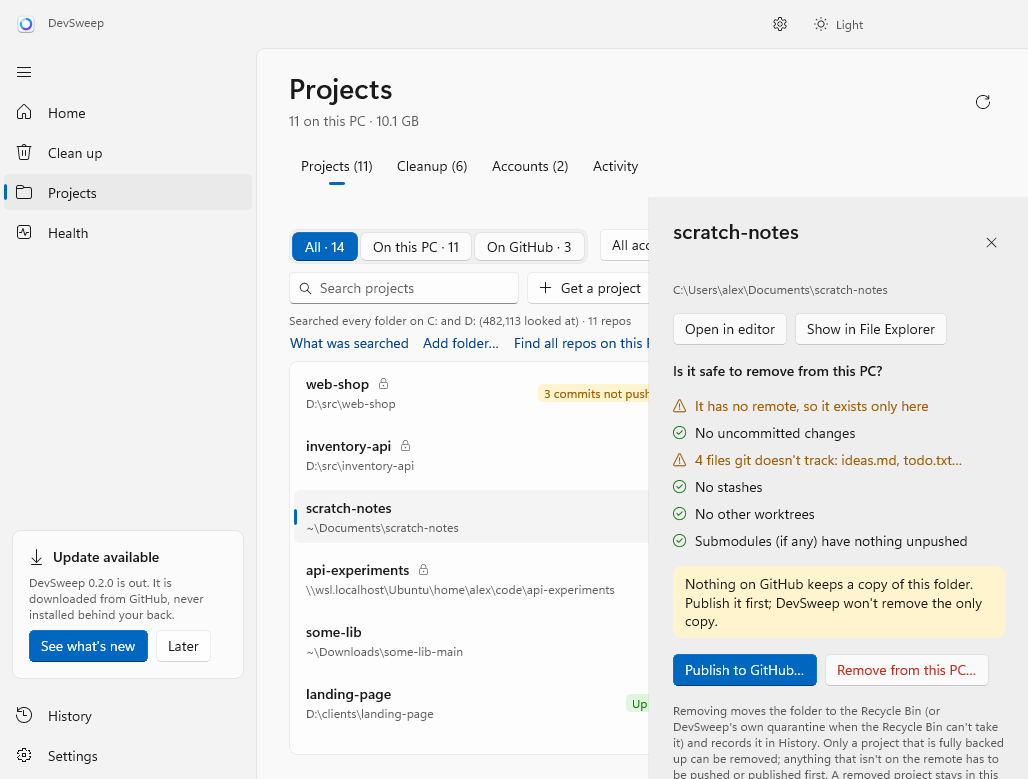 DevSweep
Light
Home
Clean up
Projects
Health
Update available
DevSweep 0.2.0 is out. It is
downloaded from GitHub, never
installed behind your back.
See what's new
Later
History
Settings
Projects
11 on this PC · 10.1 GB
Projects (11)
Cleanup (6)
Accounts (2)
Activity
All · 14
On this PC · 11
On GitHub · 3
All acc
Search projects
Get a project
Searched every folder on C: and D: (482,113 looked at) · 11 repos
What was searched
Add folder...
Find all repos on this
web-shop
D:\src\web-shop
3 commits not push
inventory-api
D:\src\inventory-api
scratch-notes
~\Documents\scratch-notes
api-experiments
\\wsl.localhost\Ubuntu\home\alex\code\api-experiments
some-lib
~\Downloads\some-lib-main
landing-page
D:\clients\landing-page
Up
scratch-notes
C:\Users\alex\Documents\scratch-notes
Open in editor
Show in File Explorer
Is it safe to remove from this PC?
It has no remote, so it exists only here
No uncommitted changes
4 files git doesn't track: ideas.md, todo.txt...
No stashes
No other worktrees
Submodules (if any) have nothing unpushed
Nothing on GitHub keeps a copy of this folder.
Publish it first; DevSweep won't remove the only
copy.
Publish to GitHub...
Remove from this PC...
Removing moves the folder to the Recycle Bin (or
DevSweep's own quarantine when the Recycle Bin can't take
it) and records it in History. Only a project that is fully backed
up can be removed; anything that isn't on the remote has to
be pushed or published first. A removed project stays in this